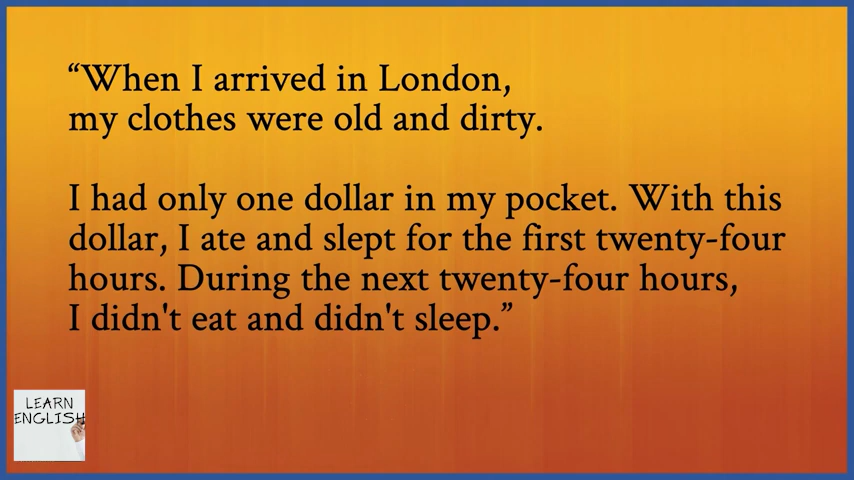 “When I arrived in London,
my clothes were old and dirty.
I had only one dollar in my pocket. With this
dollar, I ate and slept for the first twenty-four
hours. During the next twenty-four hours,
I didn't eat and didn't sleep.”
LEARN
ENGLISH